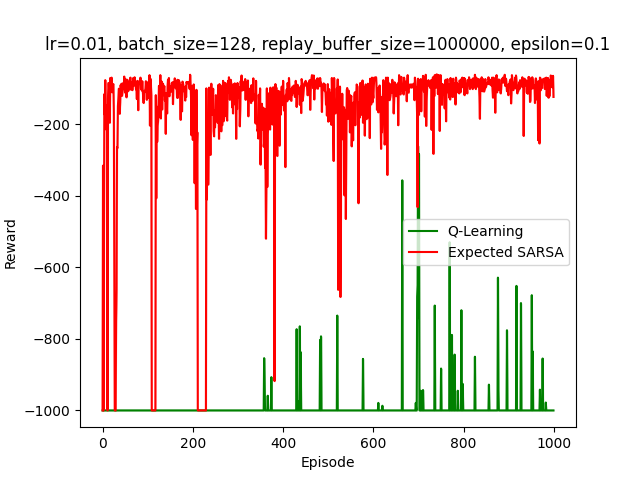 lr=0.01, batch_size=128, replay_buffer_size=1000000, epsilon=0.1
−200
−400
−600
−800
−1000
Reward
Q-Learning
Expected SARSA
0
200
400
600
800
1000
Episode